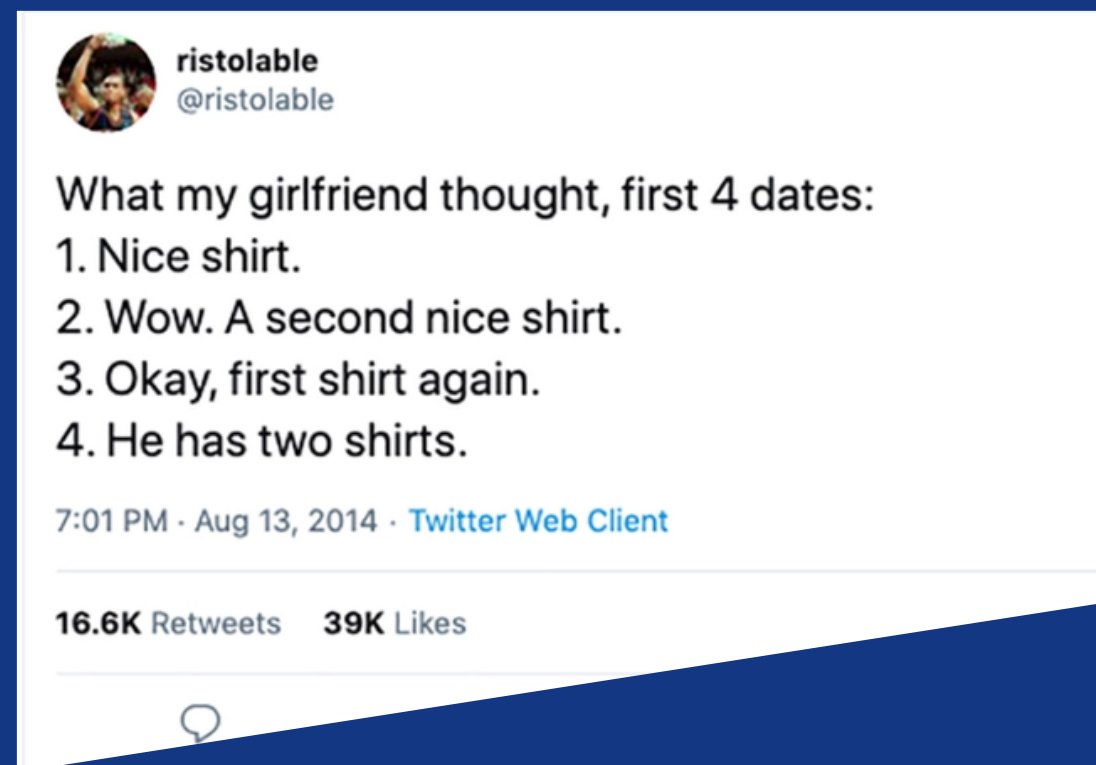 ristolable
@ristolable
What my girlfriend thought, first 4 dates:
1. Nice shirt.
2. Wow. A second nice shirt.
3. Okay, first shirt again.
4. He has two shirts.
7:01 PM · Aug 13, 2014 · Twitter Web Client
16.6K Retweets 39K Likes